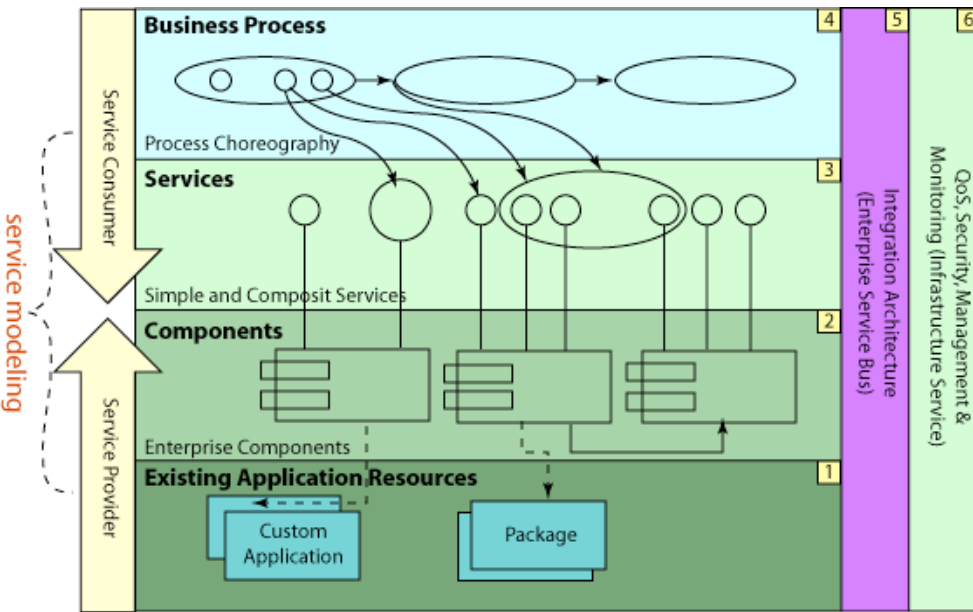 Business Process
4
5
6
Process Choreography
Services
3
Simple and Composit Services
Components
2
Enterprise Components
Existing Application Resources
1
Custom
Application
Package
Service Consumer
Service Provider
service modeling
Integration Architecture
(Enterprise Service Bus)
QoS, Security, Management &
Monitoring (Infrastructure Service)